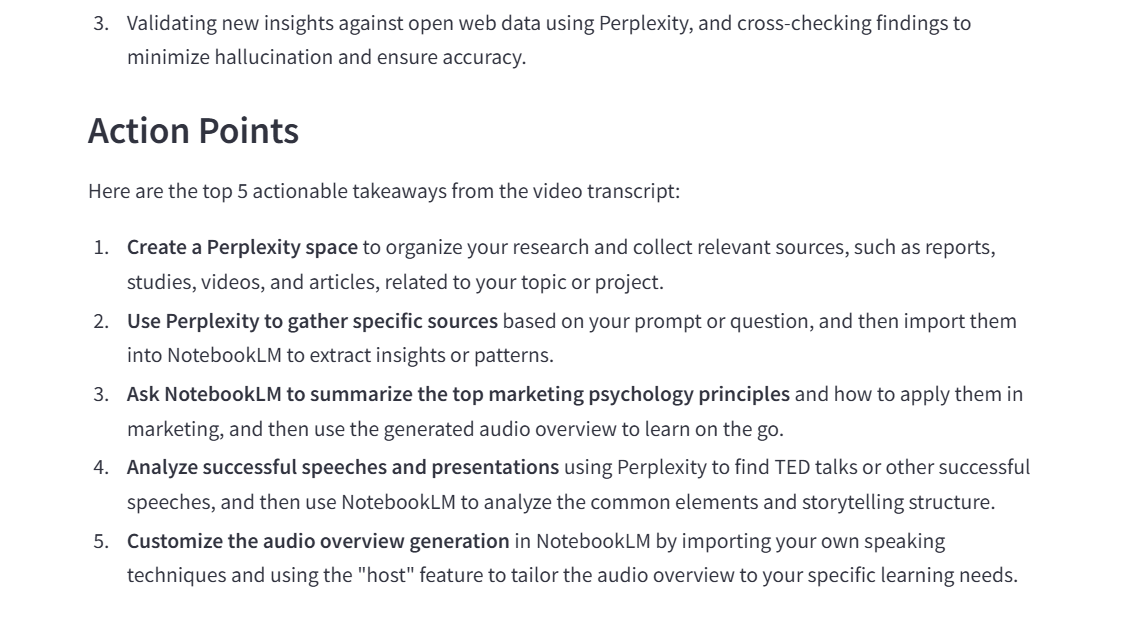 3. Validating new insights against open web data using Perplexity, and cross-checking findings to
minimize hallucination and ensure accuracy.
Action Points
Here are the top 5 actionable takeaways from the video transcript:
1. Create a Perplexity space to organize your research and collect relevant sources, such as reports,
studies, videos, and articles, related to your topic or project.
2. Use Perplexity to gather specific sources based on your prompt or question, and then import them
into NotebookLM to extract insights or patterns.
3. Ask NotebookLM to summarize the top marketing psychology principles and how to apply them in
marketing, and then use the generated audio overview to learn on the go.
4. Analyze successful speeches and presentations using Perplexity to find TED talks or other successful
speeches, and then use NotebookLM to analyze the common elements and storytelling structure.
5. Customize the audio overview generation in NotebookLM by importing your own speaking
techniques and using the "host" feature to tailor the audio overview to your specific learning needs.